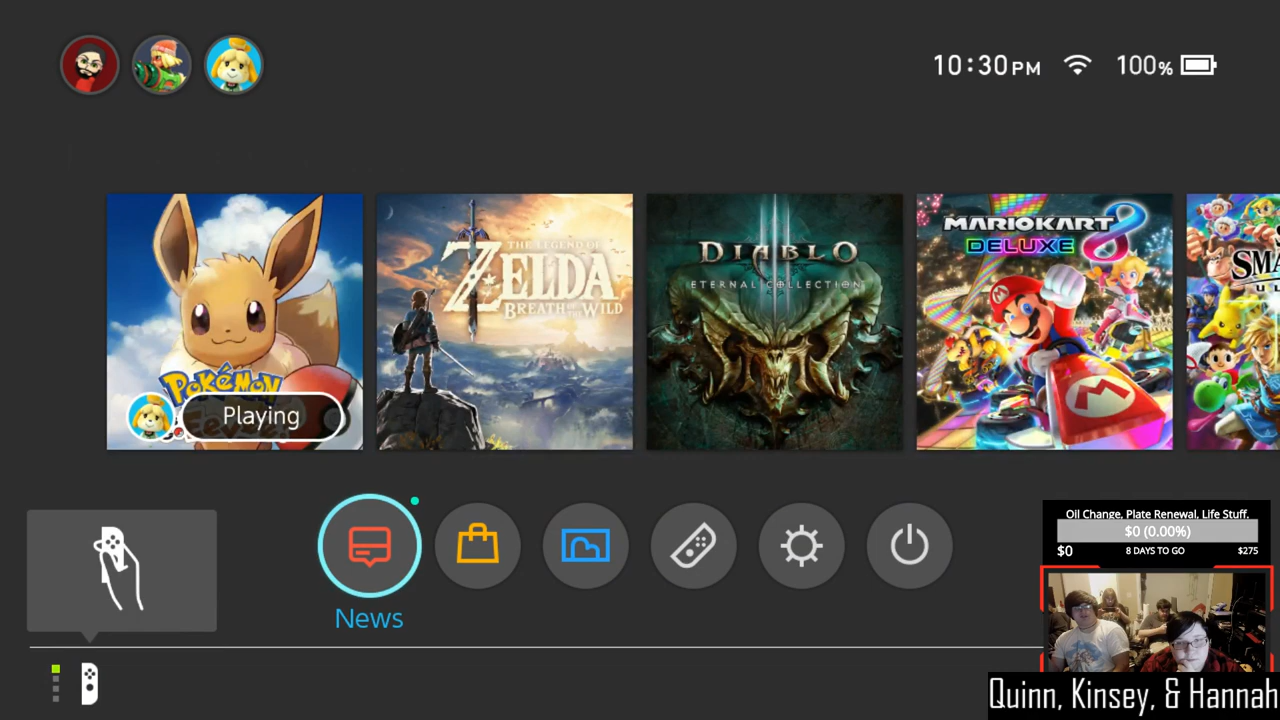 10:30PM
100%
POKéMON
Playing
THE LEGEND OF
ZELDA
BREATH OF THE WILD
DIABLO
ETERNAL COLLECTION
MARIOKART 8
DELUXE
News
Oil Change, Plate Renewal, Life Stuff.
$0 (0.00%)
$0
8 DAYS TO GO
$275
Quinn, Kinsey, & Hannah